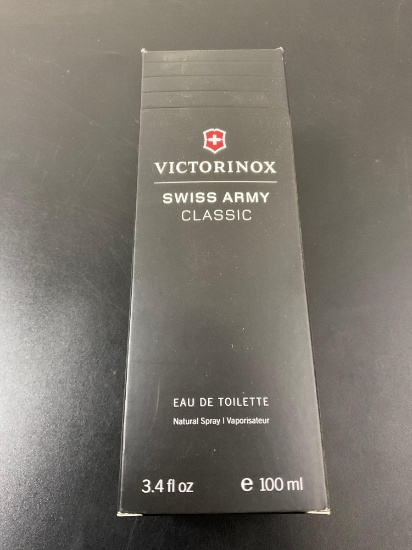 VICTORINOX
SWISS ARMY
CLASSIC
EAU DE TOILETTE
Natural Spray | Vaporisateur
3.4 fl oz ℮ 100 ml